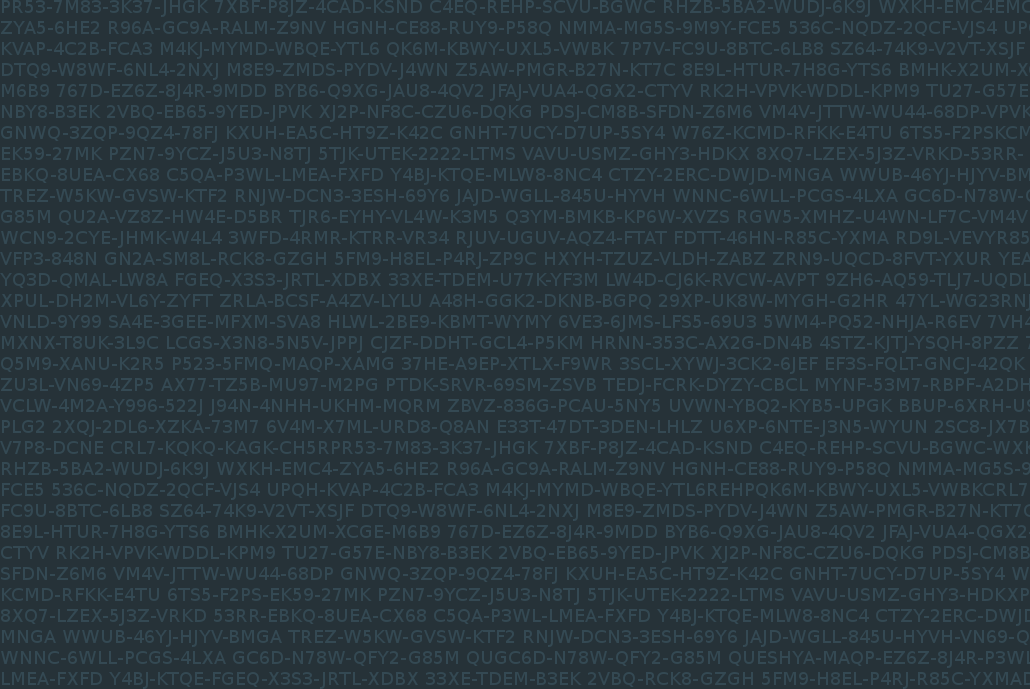 PR53-7M83-3K37-JHGK 7XBF-P8JZ-4CAD-KSND C4EQ-REHP-SCVU-BGWC RHZB-5BA2-WUDJ-6K9J WXKH-EMC4EMC
ZYA5-6HE2 R96A-GC9A-RALM-Z9NV HGNH-CE88-RUY9-P58Q NMMA-MG5S-9M9Y-FCE5 536C-NQDZ-2QCF-VJS4 UP
KVAP-4C2B-FCA3 M4KJ-MYMD-WBQE-YTL6 QK6M-KBWY-UXL5-VWBK 7P7V-FC9U-8BTC-6LB8 SZ64-74K9-V2VT-XSJF
DTQ9-W8WF-6NL4-2NXJ M8E9-ZMDS-PYDV-J4WN Z5AW-PMGR-B27N-KT7C 8E9L-HTUR-7H8G-YTS6 BMHK-X2UM-X
M6B9 767D-EZ6Z-8J4R-9MDD BYB6-Q9XG-JAU8-4QV2 JFAJ-VUA4-QGX2-CTYV RK2H-VPVK-WDDL-KPM9 TU27-G57E
NBY8-B3EK 2VBQ-EB65-9YED-JPVK XJ2P-NF8C-CZU6-DQKG PDSJ-CM8B-SFDN-Z6M6 VM4V-JTTW-WU44-68DP-VPV
GNWQ-3ZQP-9QZ4-78FJ KXUH-EA5C-HT9Z-K42C GNHT-7UCY-D7UP-5SY4 W76Z-KCMD-RFKK-E4TU 6TS5-F2PSKCM
EK59-27MK PZN7-9YCZ-J5U3-N8TJ 5TJK-UTEK-2222-LTMS VAVU-USMZ-GHY3-HDKX 8XQ7-LZEX-5J3Z-VRKD-53RR-
EBKQ-8UEA-CX68 C5QA-P3WL-LMEA-FXFD Y4BJ-KTQE-MLW8-8NC4 CTZY-2ERC-DWJD-MNGA WWUB-46YJ-HJYV-BM
TREZ-W5KW-GVSW-KTF2 RNJW-DCN3-3ESH-69Y6 JAJD-WGLL-845U-HYVH WNNC-6WLL-PCGS-4LXA GC6D-N78W-
G85M QU2A-VZ8Z-HW4E-D5BR TJR6-EYHY-VL4W-K3M5 Q3YM-BMKB-KP6W-XVZS RGW5-XMHZ-U4WN-LF7C-VM4V
WCN9-2CYE-JHMK-W4L4 3WFD-4RMR-KTRR-VR34 RJUV-UGUV-AQZ4-FTAT FDTT-46HN-R85C-YXMA RD9L-VEVYR85
VFP3-848N GN2A-SM8L-RCK8-GZGH 5FM9-H8EL-P4RJ-ZP9C HXYH-TZUZ-VLDH-ZABZ ZRN9-UQCD-8FVT-YXUR YEA
YQ3D-QMAL-LW8A FGEQ-X3S3-JRTL-XDBX 33XE-TDEM-U77K-YF3M LW4D-CJ6K-RVCW-AVPT 9ZH6-AQ59-TLJ7-UQD
XPUL-DH2M-VL6Y-ZYFT ZRLA-BCSF-A4ZV-LYLU A48H-GGK2-DKNB-BGPQ 29XP-UK8W-MYGH-G2HR 47YL-WG23RN
VNLD-9Y99 SA4E-3GEE-MFXM-SVA8 HLWL-2BE9-KBMT-WYMY 6VE3-6JMS-LFS5-69U3 5WM4-PQ52-NHJA-R6EV 7VH
MXNX-T8UK-3L9C LCGS-X3N8-5N5V-JPPJ CJZF-DDHT-GCL4-P5KM HRNN-353C-AX2G-DN4B 4STZ-KJTJ-YSQH-8PZZ
Q5M9-XANU-K2R5 P523-5FMQ-MAQP-XAMG 37HE-A9EP-XTLX-F9WR 3SCL-XYWJ-3CK2-6JEF EF3S-FQLT-GNCJ-42QK
ZU3L-VN69-4ZP5 AX77-TZ5B-MU97-M2PG PTDK-SRVR-69SM-ZSVB TEDJ-FCRK-DYZY-CBCL MYNF-53M7-RBPF-A2D
VCLW-4M2A-Y996-522J J94N-4NHH-UKHM-MQRM ZBVZ-836G-PCAU-5NY5 UVWN-YBQ2-KYB5-UPGK BBUP-6XRH-U
PLG2 2XQJ-2DL6-XZKA-73M7 6V4M-X7ML-URD8-Q8AN E33T-47DT-3DEN-LHLZ U6XP-6NTE-J3N5-WYUN 2SC8-JX7B
V7P8-DCNE CRL7-KQKQ-KAGK-CH5RPR53-7M83-3K37-JHGK 7XBF-P8JZ-4CAD-KSND C4EQ-REHP-SCVU-BGWC-WX
RHZB-5BA2-WUDJ-6K9J WXKH-EMC4-ZYA5-6HE2 R96A-GC9A-RALM-Z9NV HGNH-CE88-RUY9-P58Q NMMA-MG5S-
FCE5 536C-NQDZ-2QCF-VJS4 UPQH-KVAP-4C2B-FCA3 M4KJ-MYMD-WBQE-YTL6REHPQK6M-KBWY-UXL5-VWBKCRL7
FC9U-8BTC-6LB8 SZ64-74K9-V2VT-XSJF DTQ9-W8WF-6NL4-2NXJ M8E9-ZMDS-PYDV-J4WN Z5AW-PMGR-B27N-KT7
8E9L-HTUR-7H8G-YTS6 BMHK-X2UM-XCGE-M6B9 767D-EZ6Z-8J4R-9MDD BYB6-Q9XG-JAU8-4QV2 JFAJ-VUA4-QGX2
CTYV RK2H-VPVK-WDDL-KPM9 TU27-G57E-NBY8-B3EK 2VBQ-EB65-9YED-JPVK XJ2P-NF8C-CZU6-DQKG PDSJ-CM8
SFDN-Z6M6 VM4V-JTTW-WU44-68DP GNWQ-3ZQP-9QZ4-78FJ KXUH-EA5C-HT9Z-K42C GNHT-7UCY-D7UP-5SY4 W
KCMD-RFKK-E4TU 6TS5-F2PS-EK59-27MK PZN7-9YCZ-J5U3-N8TJ 5TJK-UTEK-2222-LTMS VAVU-USMZ-GHY3-HDKXP
8XQ7-LZEX-5J3Z-VRKD 53RR-EBKQ-8UEA-CX68 C5QA-P3WL-LMEA-FXFD Y4BJ-KTQE-MLW8-8NC4 CTZY-2ERC-DWJ
MNGA WWUB-46YJ-HJYV-BMGA TREZ-W5KW-GVSW-KTF2 RNJW-DCN3-3ESH-69Y6 JAJD-WGLL-845U-HYVH-VN69-
WNNC-6WLL-PCGS-4LXA GC6D-N78W-QFY2-G85M QUGC6D-N78W-QFY2-G85M QUESHYA-MAQP-EZ6Z-8J4R-P3W
LMEA-FXFD Y4BJ-KTQE-FGEQ-X3S3-JRTL-XDBX 33XE-TDEM-B3EK 2VBQ-RCK8-GZGH 5FM9-H8EL-P4RJ-R85C-YXMA